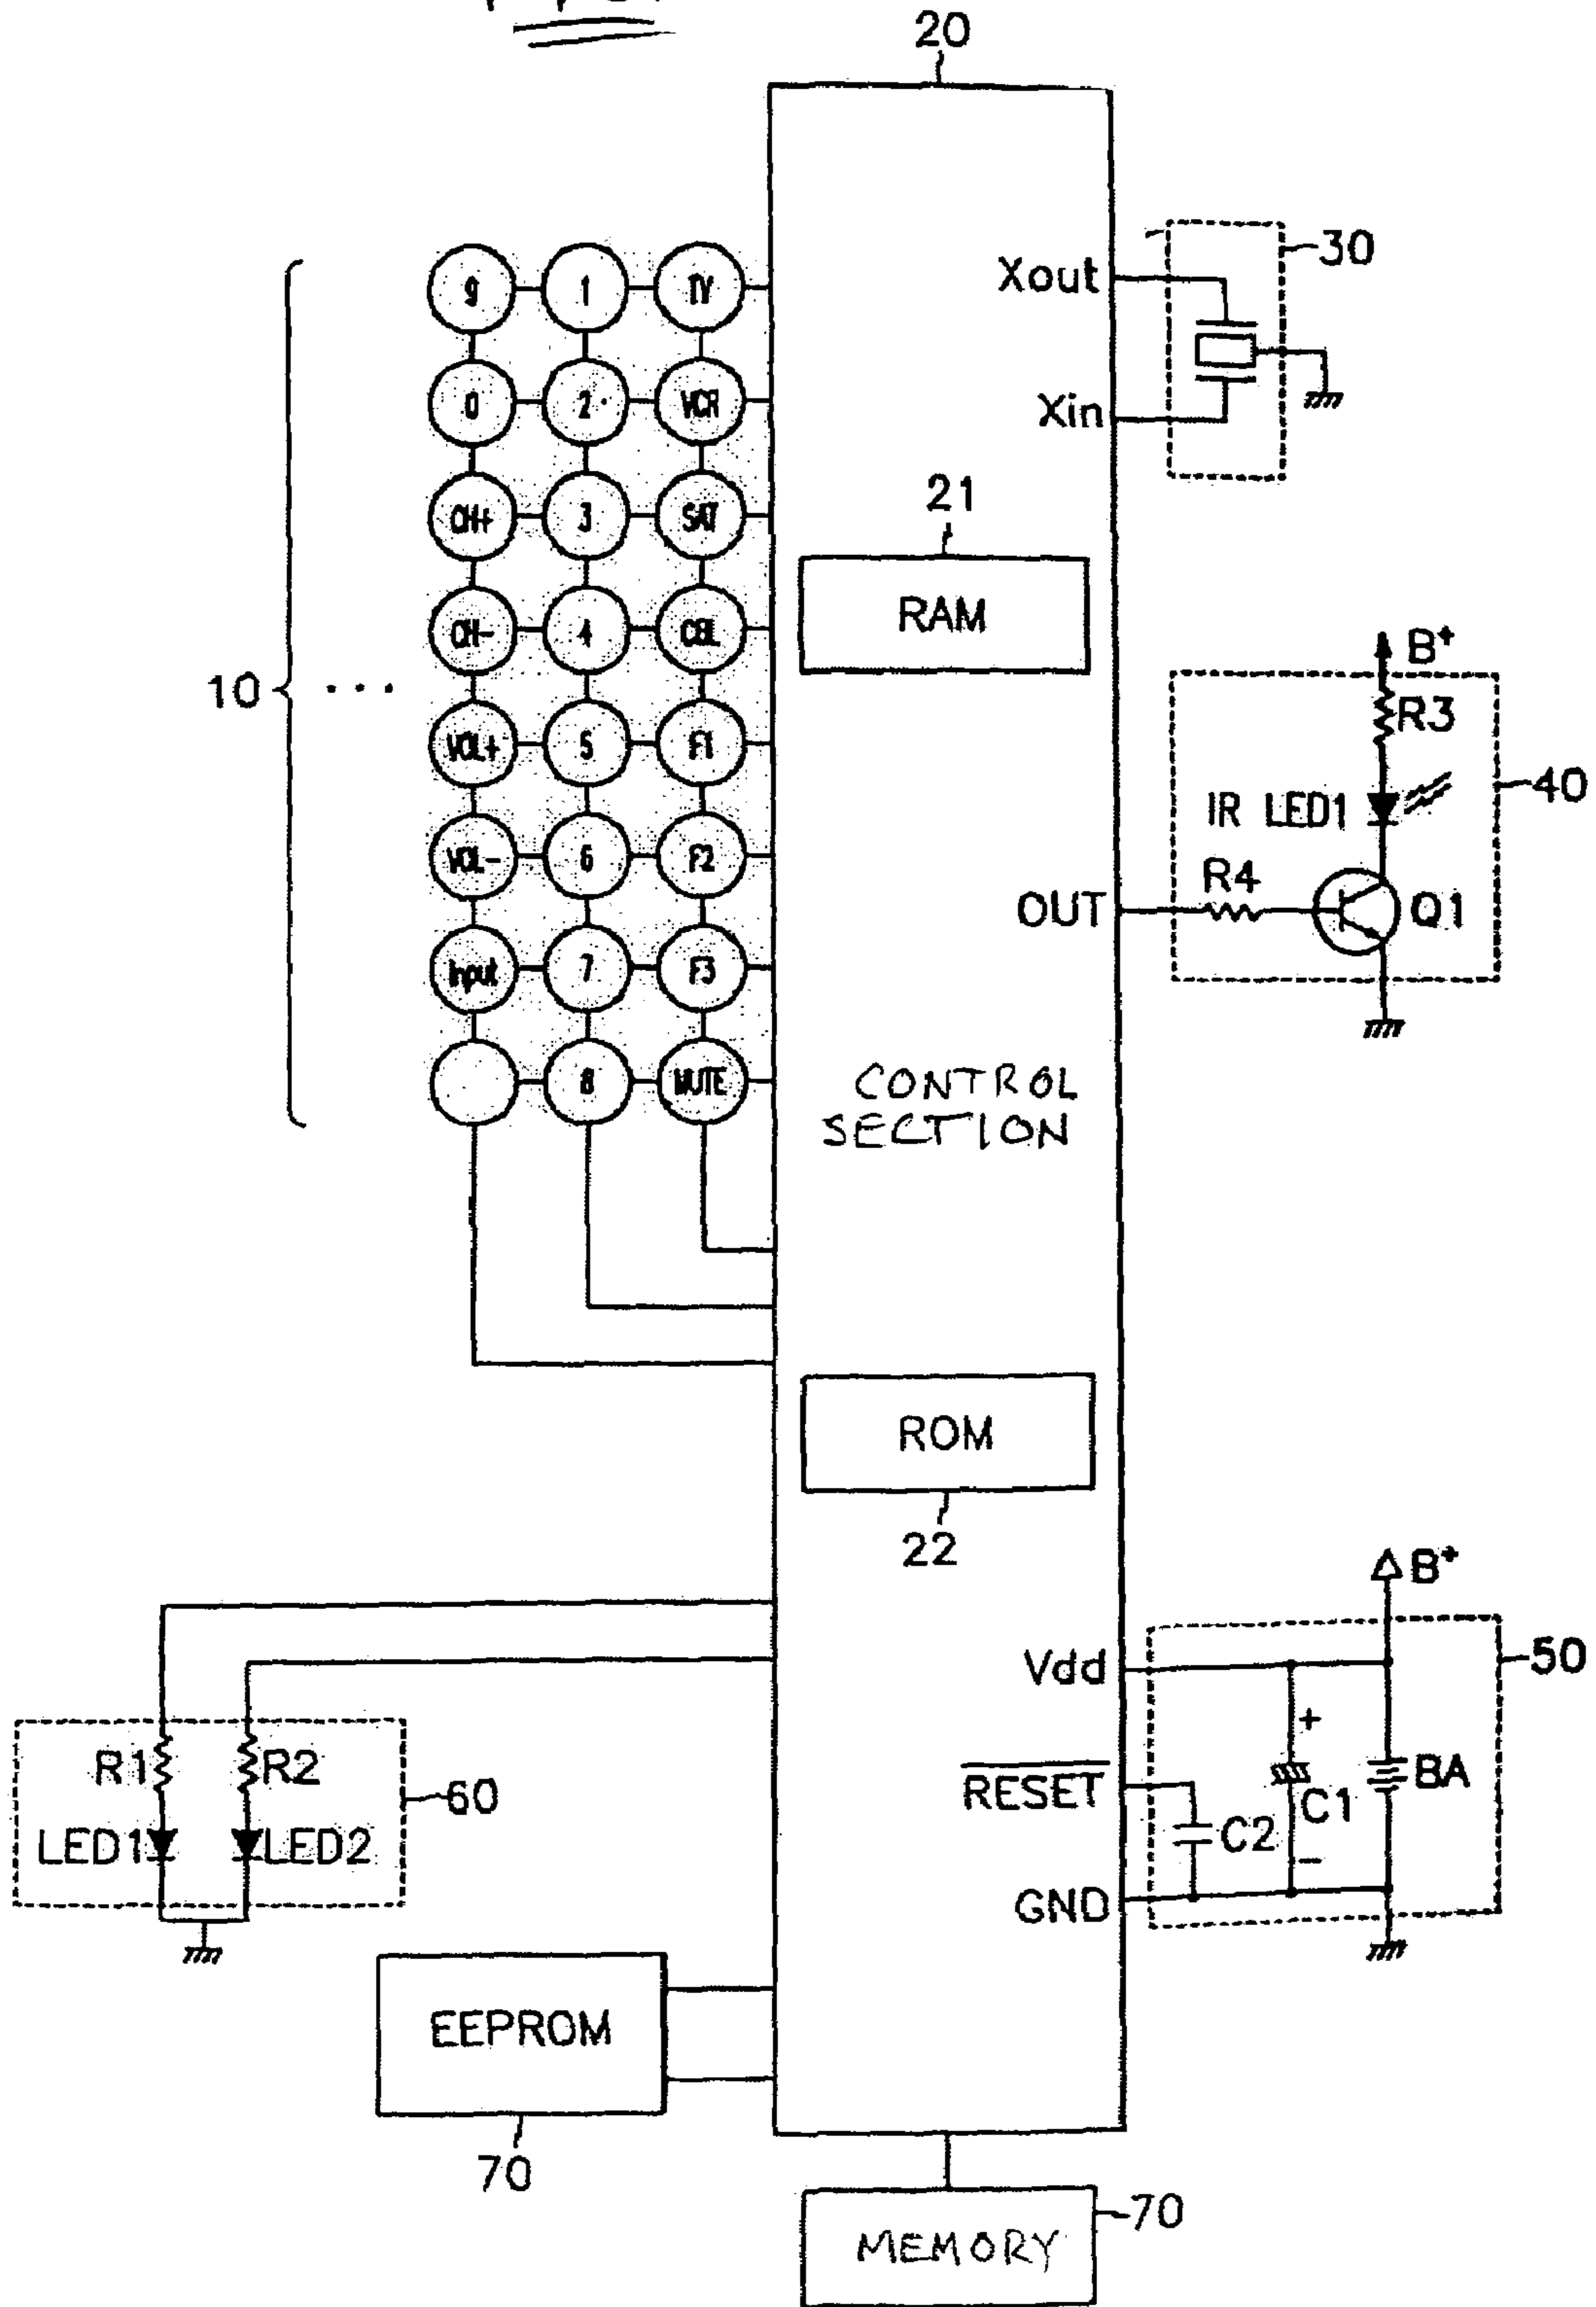 20
9 1 TV
0 2 VCR
CH+ 3 SAT
CH- 4 CBL
VOL+ 5 F1
VOL- 6 F2
Input 7 F3
8 MUTE
10
...
Xout
Xin
30
21
RAM
B+
R3
IR LED1
R4
Q1
OUT
40
CONTROL
SECTION
ROM
22
B+
Vdd
50
RESET
+
C1
BA
C2
-
GND
R1
R2
LED1
LED2
60
EEPROM
70
MEMORY
70